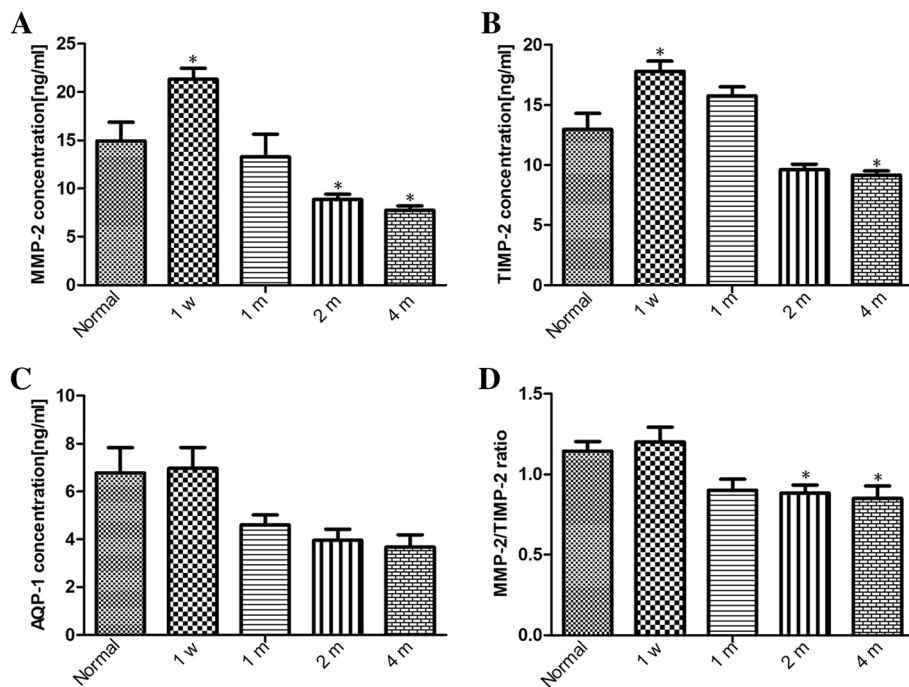 A
MMP-2 concentration[ng/ml]
25
20
15
10
5
0
*
*
*
Normal
1 w
1 m
2 m
4 m
B
TIMP-2 concentration[ng/ml]
20
15
10
5
0
*
*
Normal
1 w
1 m
2 m
4 m
C
AQP-1 concentration[ng/ml]
10
8
6
4
2
0
Normal
1 w
1 m
2 m
4 m
D
MMP-2/TIMP-2 ratio
1.5
1.0
0.5
0.0
*
*
Normal
1 w
1 m
2 m
4 m